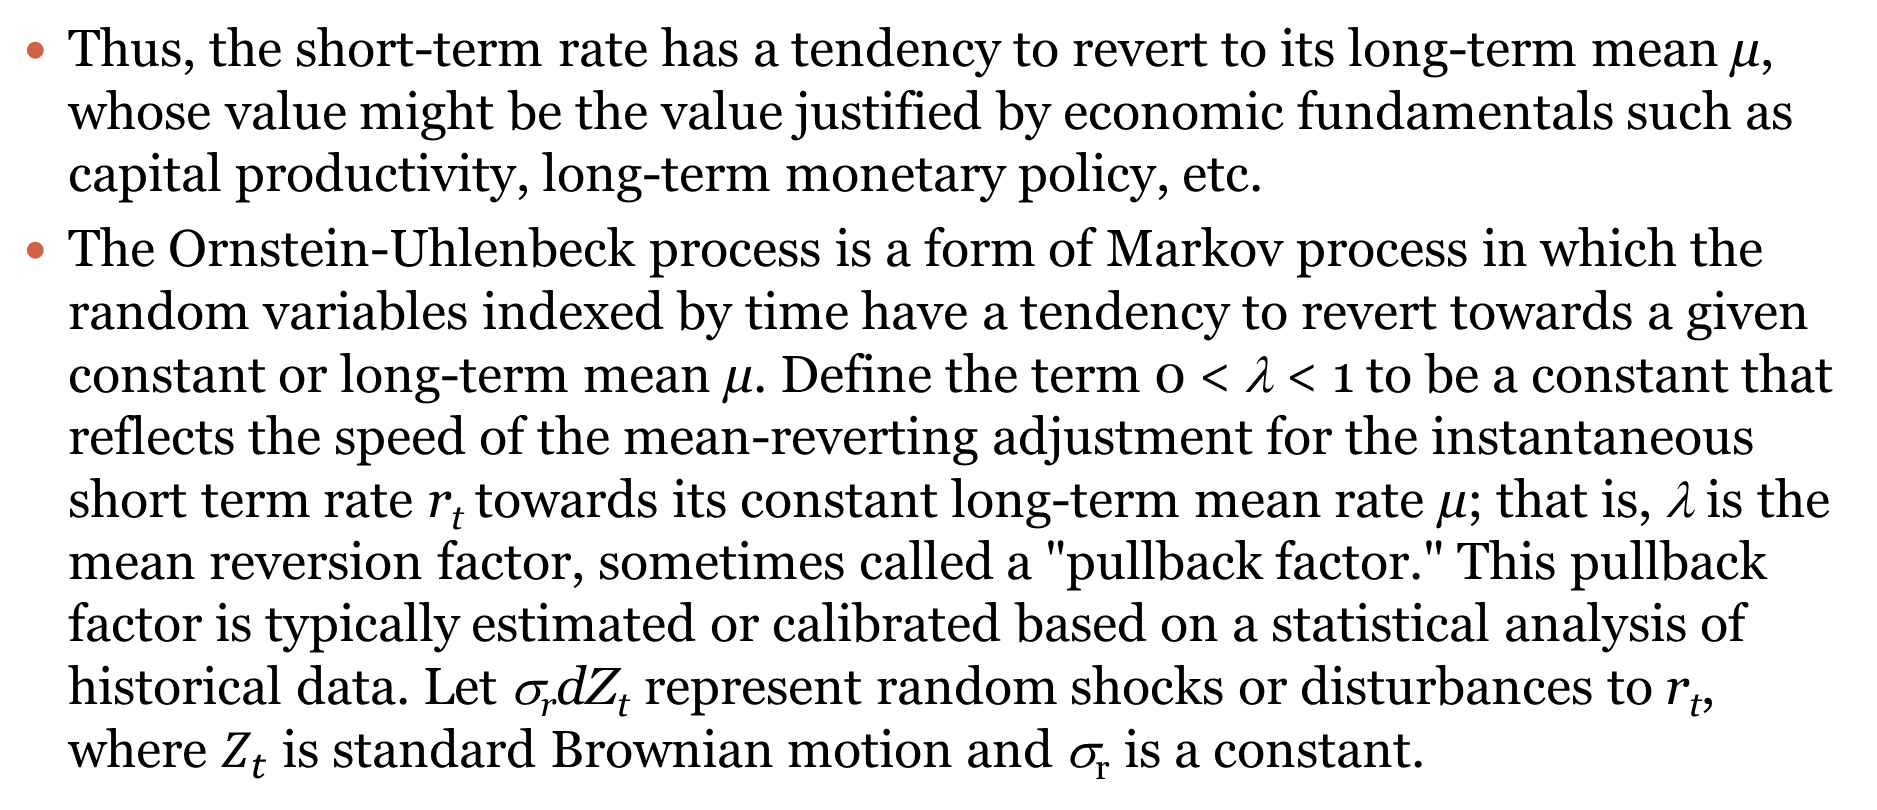 • Thus, the short-term rate has a tendency to revert to its long-term mean μ,
whose value might be the value justified by economic fundamentals such as
capital productivity, long-term monetary policy, etc.
• The Ornstein-Uhlenbeck process is a form of Markov process in which the
random variables indexed by time have a tendency to revert towards a given
constant or long-term mean μ. Define the term 0 < λ < 1 to be a constant that
reflects the speed of the mean-reverting adjustment for the instantaneous
short term rate rₜ towards its constant long-term mean rate μ; that is, λ is the
mean reversion factor, sometimes called a "pullback factor." This pullback
factor is typically estimated or calibrated based on a statistical analysis of
historical data. Let σᵣdZₜ represent random shocks or disturbances to rₜ,
where Zₜ is standard Brownian motion and σᵣ is a constant.